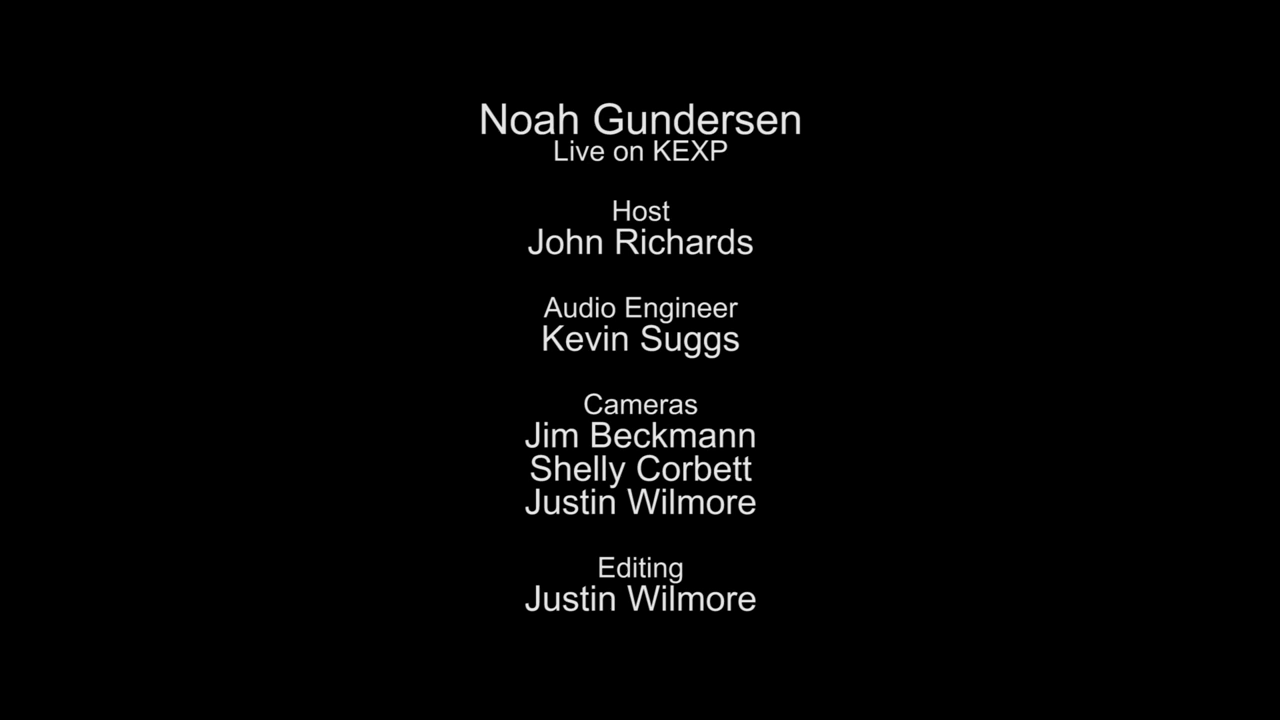 Noah Gundersen
Live on KEXP
Host
John Richards
Audio Engineer
Kevin Suggs
Cameras
Jim Beckmann
Shelly Corbett
Justin Wilmore
Editing
Justin Wilmore